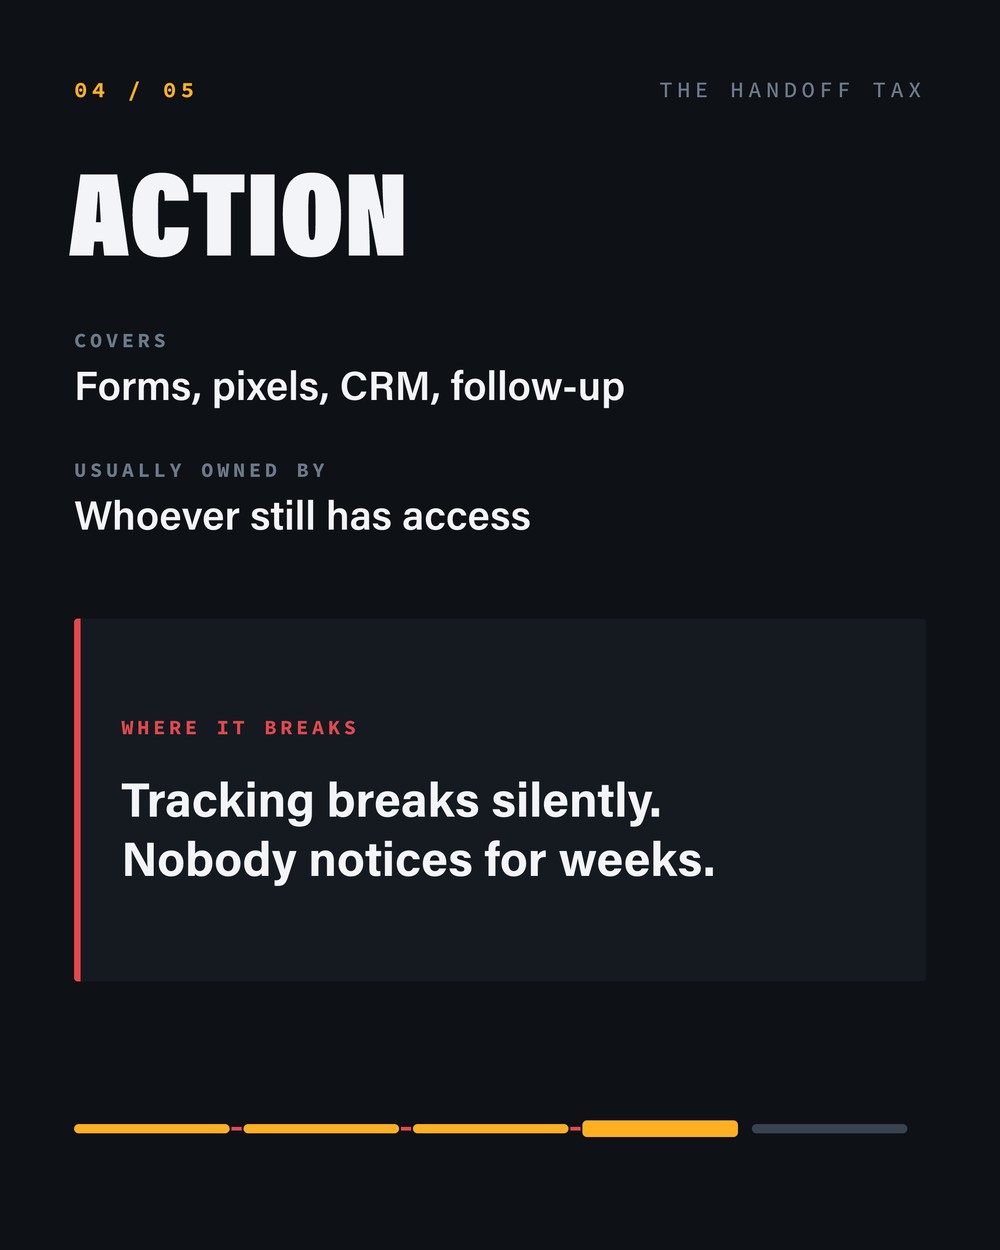 04 / 05
THE HANDOFF TAX
ACTION
COVERS
Forms, pixels, CRM, follow-up
USUALLY OWNED BY
Whoever still has access
WHERE IT BREAKS
Tracking breaks silently.
Nobody notices for weeks.